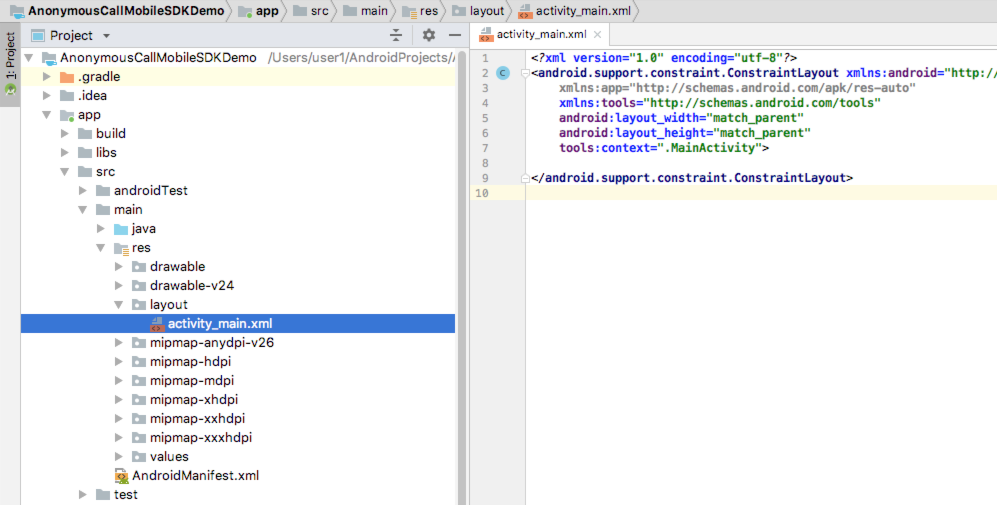 AnonymousCallMobileSDKDemo app src main res layout activity_main.xml
1: Project
Project
AnonymousCallMobileSDKDemo /Users/user1/AndroidProjects/
.gradle
.idea
app
build
libs
src
androidTest
main
java
res
drawable
drawable-v24
layout
activity_main.xml
mipmap-anydpi-v26
mipmap-hdpi
mipmap-mdpi
mipmap-xhdpi
mipmap-xxhdpi
mipmap-xxxhdpi
values
AndroidManifest.xml
test
activity_main.xml
1 <?xml version="1.0" encoding="utf-8"?>
2 C <android.support.constraint.ConstraintLayout xmlns:android="http:/
3 xmlns:app="http://schemas.android.com/apk/res-auto"
4 xmlns:tools="http://schemas.android.com/tools"
5 android:layout_width="match_parent"
6 android:layout_height="match_parent"
7 tools:context=".MainActivity">
8
9 </android.support.constraint.ConstraintLayout>
10